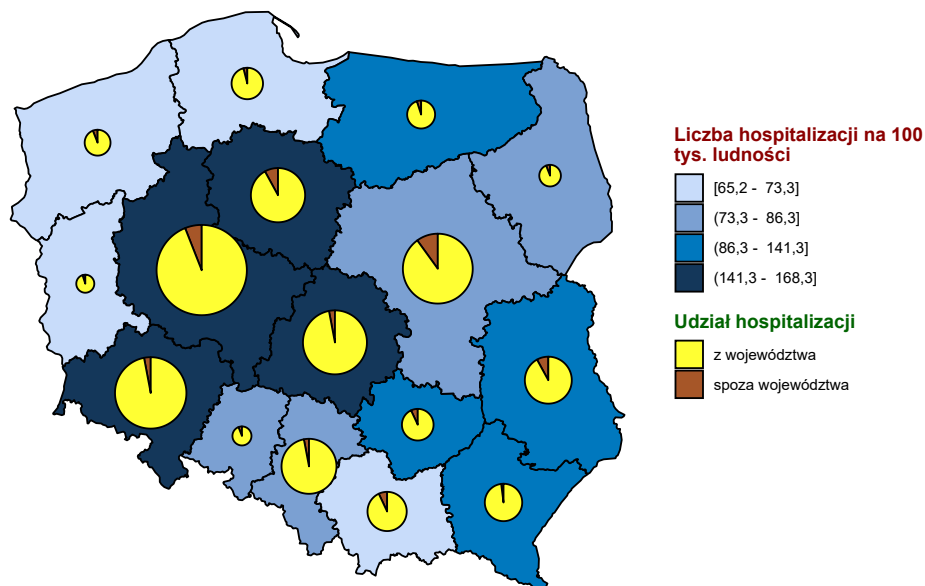 Liczba hospitalizacji na 100
tys. ludności
[65,2 - 73,3]
(73,3 - 86,3]
(86,3 - 141,3]
(141,3 - 168,3]
Udział hospitalizacji
z województwa
spoza województwa